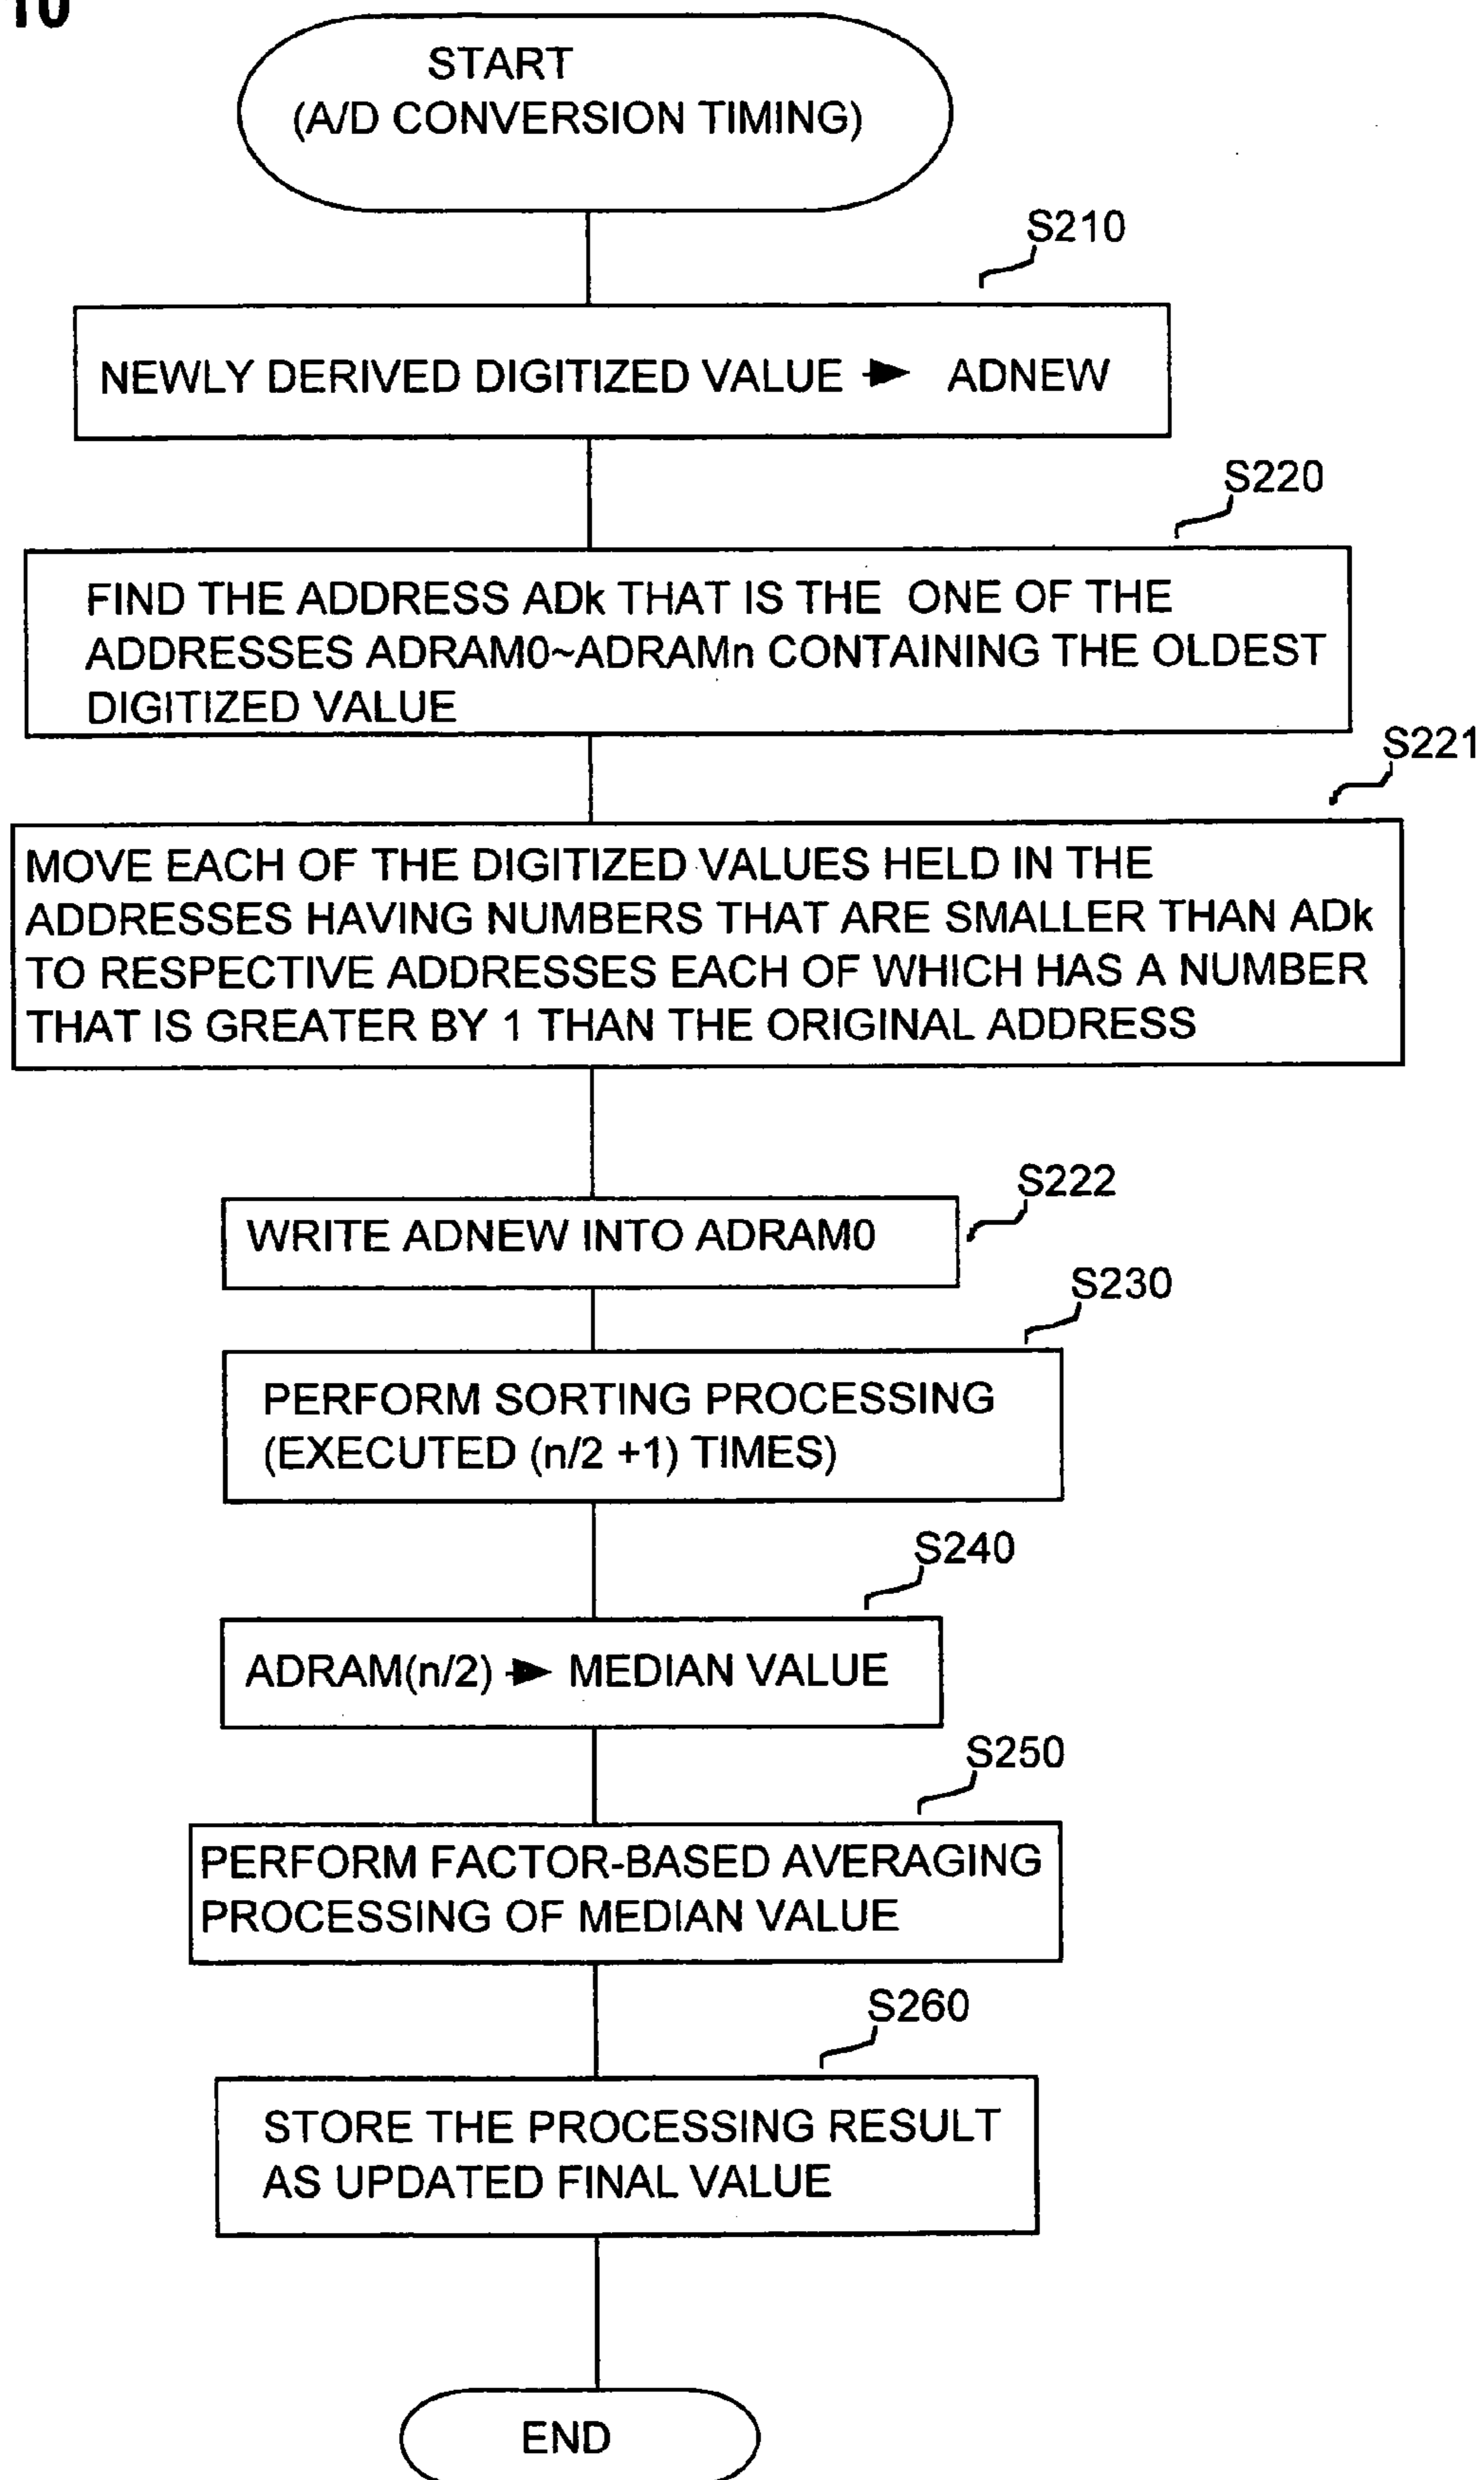 10
START
(A/D CONVERSION TIMING)
S210
NEWLY DERIVED DIGITIZED VALUE → ADNEW
S220
FIND THE ADDRESS ADk THAT IS THE ONE OF THE
ADDRESSES ADRAM0~ADRAMn CONTAINING THE OLDEST
DIGITIZED VALUE
S221
MOVE EACH OF THE DIGITIZED VALUES HELD IN THE
ADDRESSES HAVING NUMBERS THAT ARE SMALLER THAN ADk
TO RESPECTIVE ADDRESSES EACH OF WHICH HAS A NUMBER
THAT IS GREATER BY 1 THAN THE ORIGINAL ADDRESS
S222
WRITE ADNEW INTO ADRAM0
S230
PERFORM SORTING PROCESSING
(EXECUTED (n/2 +1) TIMES)
S240
ADRAM(n/2) → MEDIAN VALUE
S250
PERFORM FACTOR-BASED AVERAGING
PROCESSING OF MEDIAN VALUE
S260
STORE THE PROCESSING RESULT
AS UPDATED FINAL VALUE
END